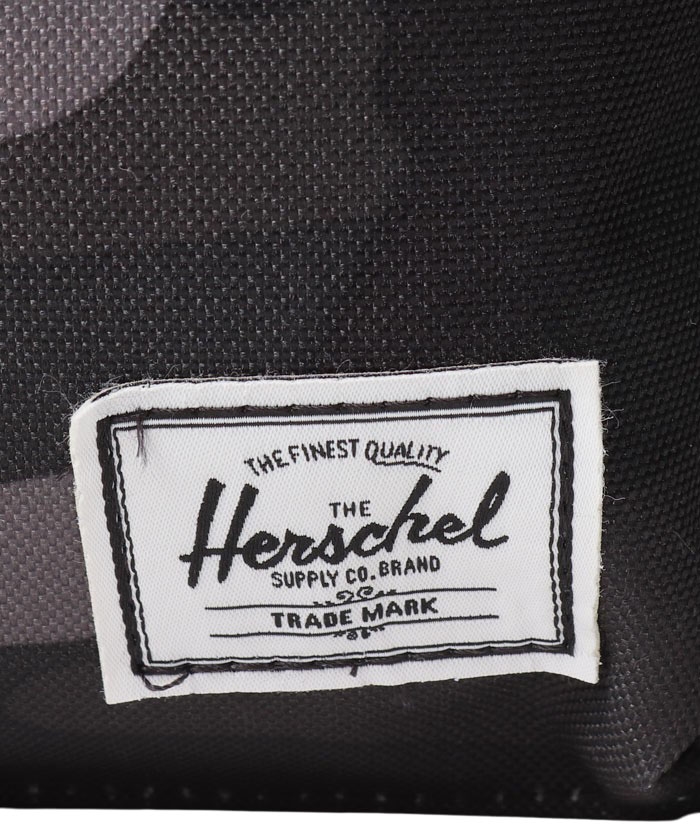 THE FINEST QUALITY
THE
Herschel
SUPPLY CO. BRAND
TRADE MARK